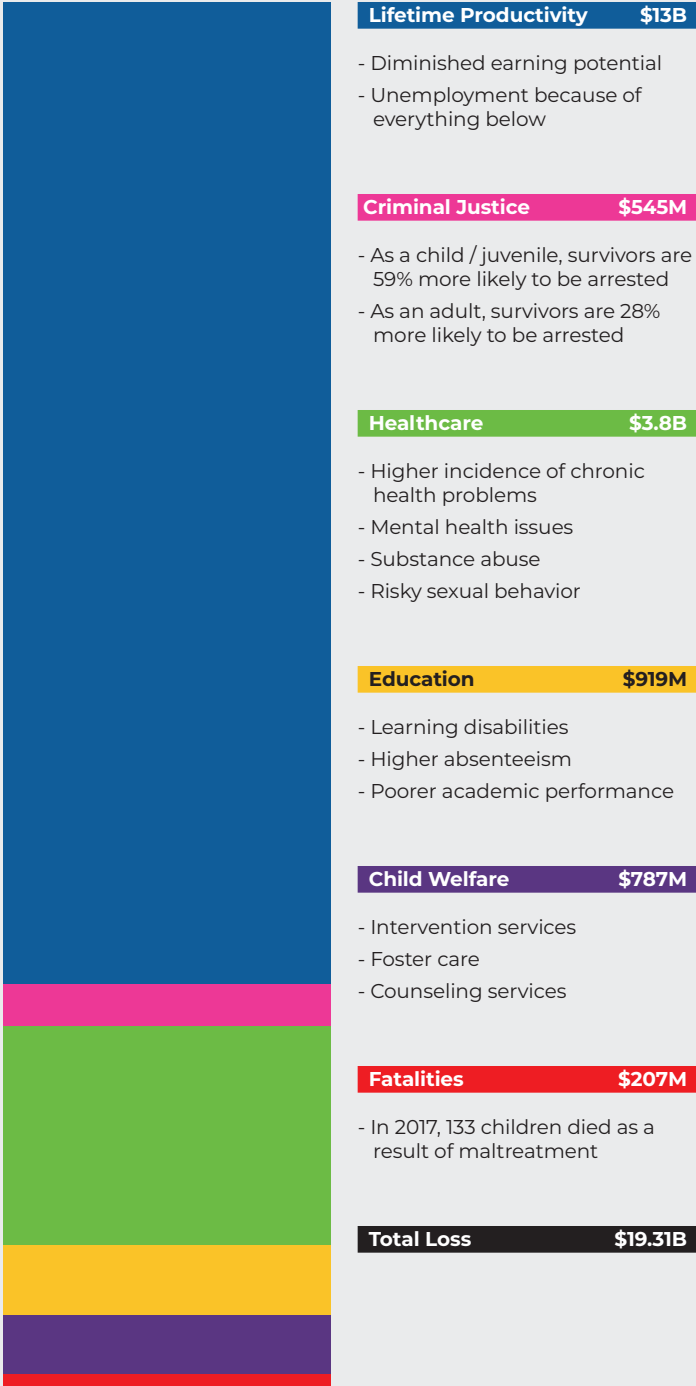 Lifetime Productivity $13B
- Diminished earning potential
- Unemployment because of
everything below
Criminal Justice $545M
- As a child / juvenile, survivors are
59% more likely to be arrested
- As an adult, survivors are 28%
more likely to be arrested
Healthcare $3.8B
- Higher incidence of chronic
health problems
- Mental health issues
- Substance abuse
- Risky sexual behavior
Education $919M
- Learning disabilities
- Higher absenteeism
- Poorer academic performance
Child Welfare $787M
- Intervention services
- Foster care
- Counseling services
Fatalities $207M
- In 2017, 133 children died as a
result of maltreatment
Total Loss $19.31B